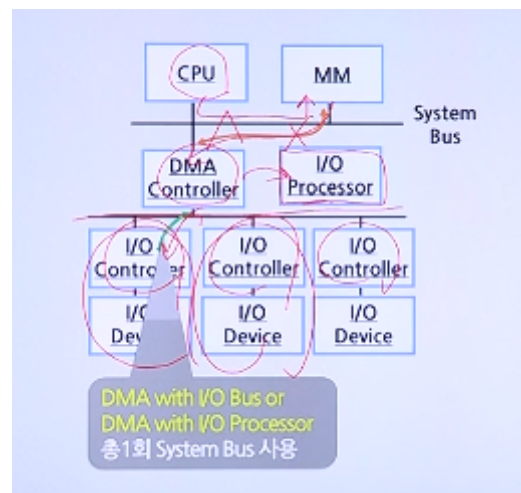 CPU
MM
System
Bus
DMA
Controller
I/O
Processor
I/O
Controller
I/O
Controller
I/O
Controller
I/O
Device
I/O
Device
I/O
Device
DMA with I/O Bus or
DMA with I/O Processor
총1회 System Bus 사용